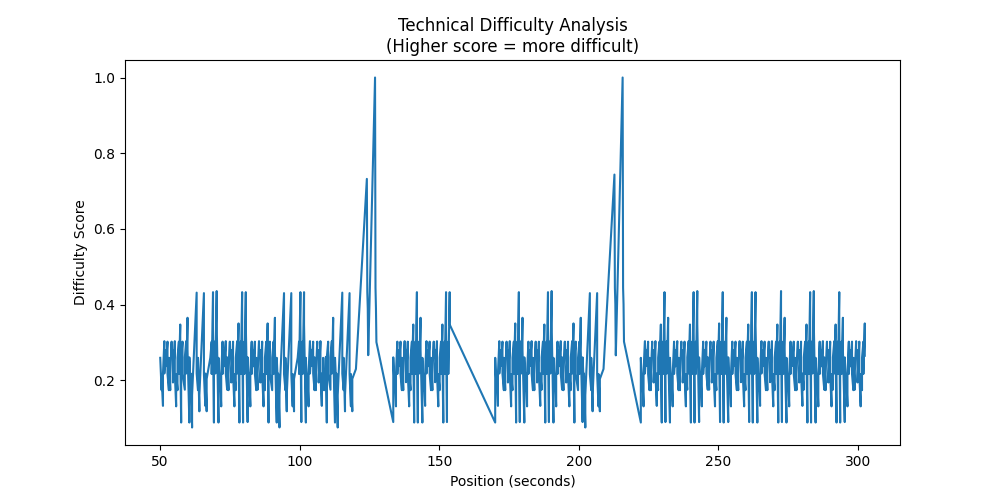 Technical Difficulty Analysis
(Higher score = more difficult)
Difficulty Score
1.0
0.8
0.6
0.4
0.2
50 100 150 200 250 300
Position (seconds)